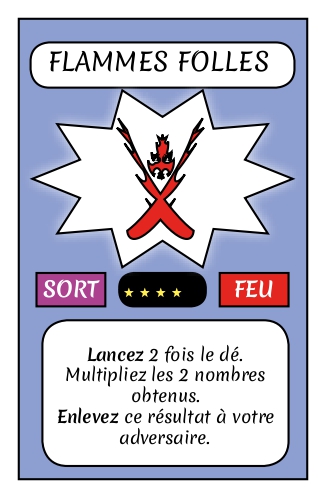 FLAMMES FOLLES
SORT
FEU
Lancez 2 fois le dé.
Multipliez les 2 nombres
obtenus.
Enlevez ce résultat à votre
adversaire.